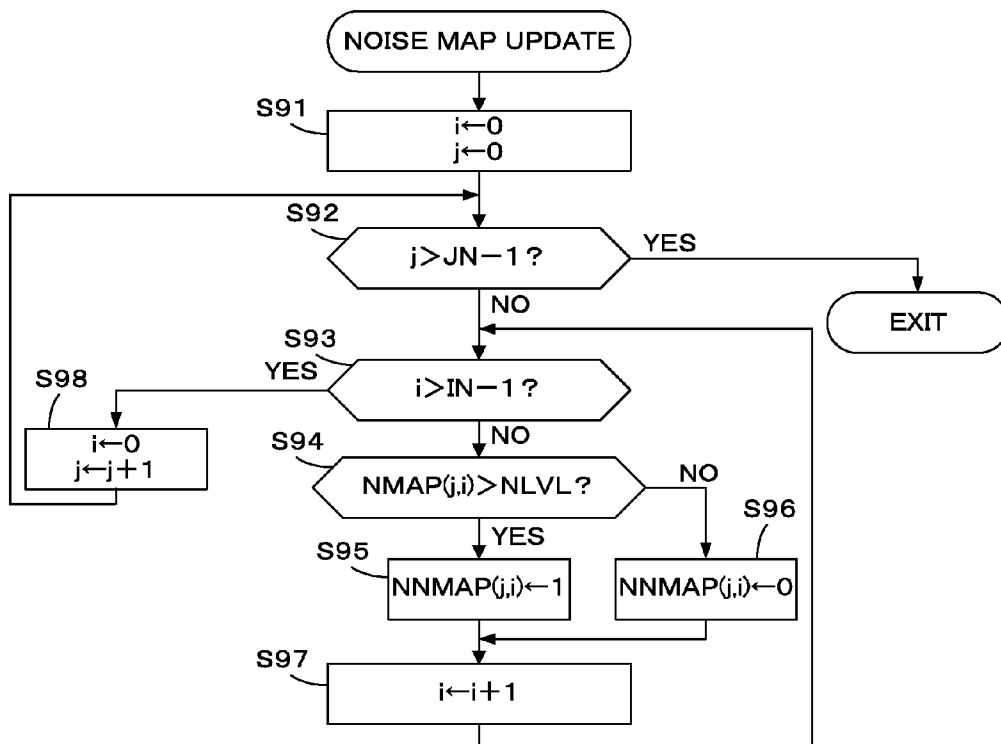 NOISE MAP UPDATE
S91
i←0
j←0
S92
j>JN−1?
YES
NO
EXIT
S93
i>IN−1?
YES
NO
S98
i←0
j←j+1
S94
NMAP(j,i)>NLVL?
NO
YES
S95
NNMAP(j,i)←1
S96
NNMAP(j,i)←0
S97
i←i+1